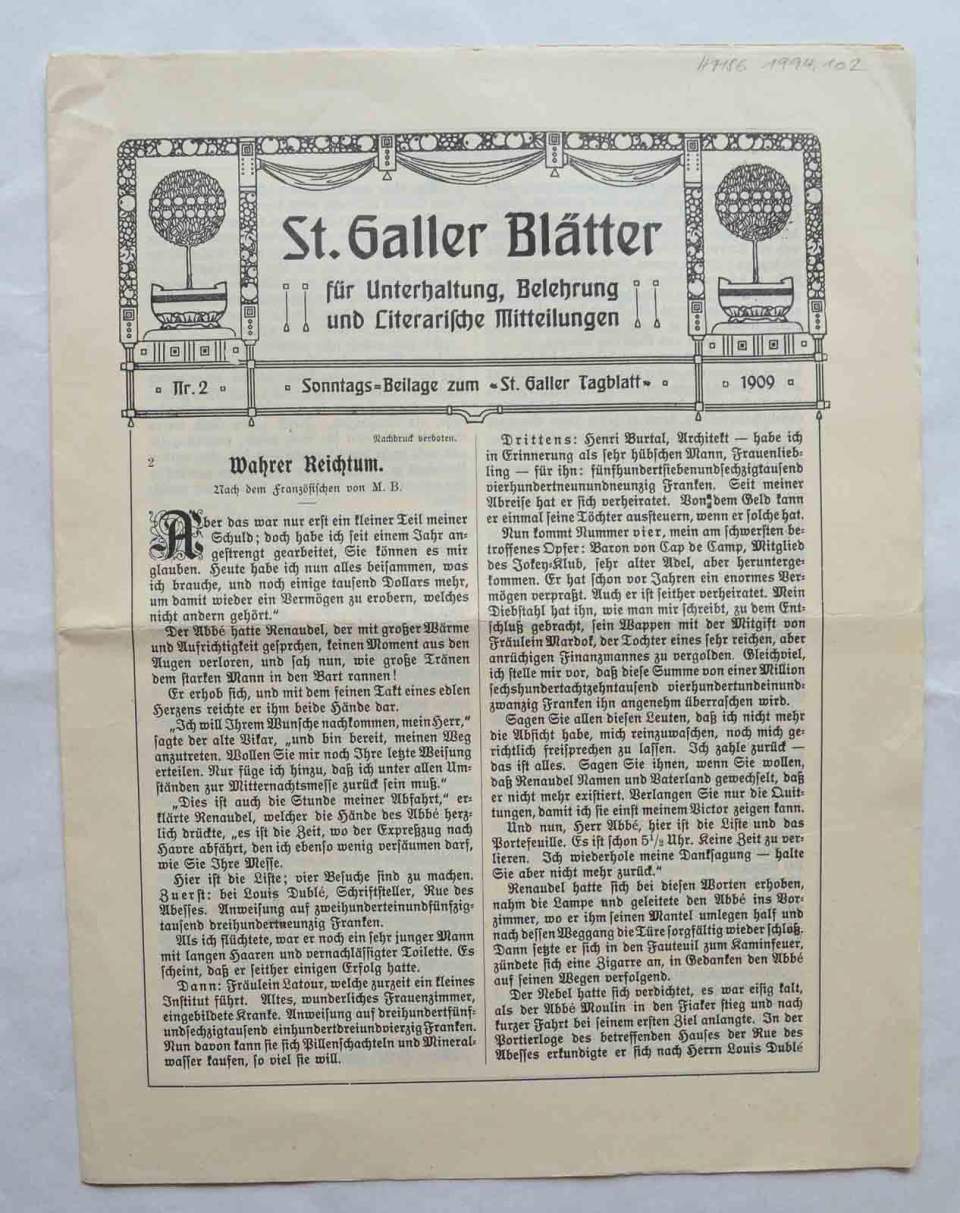 H7186 1994.102
St. Galler Blätter
für Unterhaltung, Belehrung
und Literarische Mitteilungen
Nr. 2
Sonntags=Beilage zum «St. Galler Tagblatt»
1909
Nachdruck verboten.
2
Wahrer Reichtum.
Nach dem Französischen von M. B.
Aber das war nur erst ein kleiner Teil meiner
Schuld; doch habe ich seit einem Jahr an-
gestrengt gearbeitet, Sie können es mir
glauben. Heute habe ich nun alles beisammen, was
ich brauche, und noch einige tausend Dollars mehr,
um damit wieder ein Vermögen zu erobern, welches
nicht andern gehört.“
Der Abbé hatte Renaudel, der mit großer Wärme
und Aufrichtigkeit gesprchen, keinen Moment aus den
Augen verloren, und sah nun, wie große Tränen
dem starken Mann in den Bart rannen!
Er erhob sich, und mit dem feinen Takt eines edlen
Herzens reichte er ihm beide Hände dar.
„Ich will Ihrem Wunsche nachkommen, mein Herr,“
sagte der alte Vikar, „und bin bereit, meinen Weg
anzutreten. Wollen Sie mir noch Ihre letzte Weisung
erteilen. Nur füge ich hinzu, daß ich unter allen Um-
ständen zur Mitternachtsmesse zurück sein muß.“
„Dies ist auch die Stunde meiner Abfahrt,“ er-
klärte Renaudel, welcher die Hände des Abbé herz-
lich drückte, „es ist die Zeit, wo der Expreßzug nach
Havre abfährt, den ich ebenso wenig versäumen darf,
wie Sie Ihre Messe.
Hier ist die Liste; vier Besuche sind zu machen.
Zuerst: bei Louis Dublé, Schriftsteller, Rue des
Abesses. Anweisung auf zweihunderteinundfünfzig-
tausend dreihundertneunzig Franken.
Als ich flüchtete, war er noch ein sehr junger Mann
mit langen Haaren und vernachlässigter Toilette. Es
scheint, daß er seither einigen Erfolg hatte.
Dann: Fräulein Latour, welche zurzeit ein kleines
Institut führt. Altes, wunderliches Frauenzimmer,
eingebildete Kranke. Anweisung auf dreihundertfünf-
undsechzigtausend einhundertdreiundvierzig Franken.
Nun davon kann sie sich Pillenschachteln und Mineral-
wasser kaufen, so viel sie will.
Drittens: Henri Burtal, Architekt — habe ich
in Erinnerung als sehr hübschen Mann, Frauenlieb-
ling — für ihn: fünfhundertsiebenundsechzigtausend
vierhundertneunundneunzig Franken. Seit meiner
Abreise hat er sich verheiratet. Von dem Geld kann
er einmal seine Töchter aussteuern, wenn er solche hat.
Nun kommt Nummer vier, mein am schwersten be-
troffenes Opfer: Baron von Cap de Camp, Mitglied
des Jokey-Klub, sehr alter Adel, aber herunterge-
kommen. Er hat schon vor Jahren ein enormes Ver-
mögen verpraßt. Auch er ist seither verheiratet. Mein
Diebstahl hat ihn, wie man mir schreibt, zu dem Ent-
schluß gebracht, sein Wappen mit der Mitgift von
Fräulein Mardok, der Tochter eines sehr reichen, aber
anrüchigen Finanzmannes zu vergolden. Gleichviel,
ich stelle mir vor, daß diese Summe von einer Million
sechshundertachtzehntausend vierhundertundeinund-
zwanzig Franken ihn angenehm überraschen wird.
Sagen Sie allen diesen Leuten, daß ich nicht mehr
die Absicht habe, mich reinzuwaschen, noch mich ge-
richtlich freisprechen zu lassen. Ich zahle zurück —
das ist alles. Sagen Sie ihnen, wenn Sie wollen,
daß Renaudel Namen und Vaterland gewechselt, daß
er nicht mehr existiert. Verlangen Sie nur die Quit-
tungen, damit ich sie einst meinem Victor zeigen kann.
Und nun, Herr Abbé, hier ist die Liste und das
Portefeuille. Es ist schon 5½ Uhr. Keine Zeit zu ver-
lieren. Ich wiederhole meine Danksagung — halte
Sie aber nicht mehr zurück.“
Renaudel hatte sich bei diesen Worten erhoben,
nahm die Lampe und geleitete den Abbé ins Vor-
zimmer, wo er ihm seinen Mantel umlegen half und
nach dessen Weggang die Türe sorgfältig wieder schloß.
Dann setzte er sich in den Fauteuil zum Kaminfeuer,
zündete sich eine Zigarre an, in Gedanken den Abbé
auf seinen Wegen verfolgend.
Der Nebel hatte sich verdichtet, es war eisig kalt,
als der Abbé Moulin in den Fiaker stieg und nach
kurzer Fahrt bei seinem ersten Ziel anlangte. In der
Portierloge des betreffenden Hauses der Rue des
Abesses erkundigte er sich nach Herrn Louis Dublé